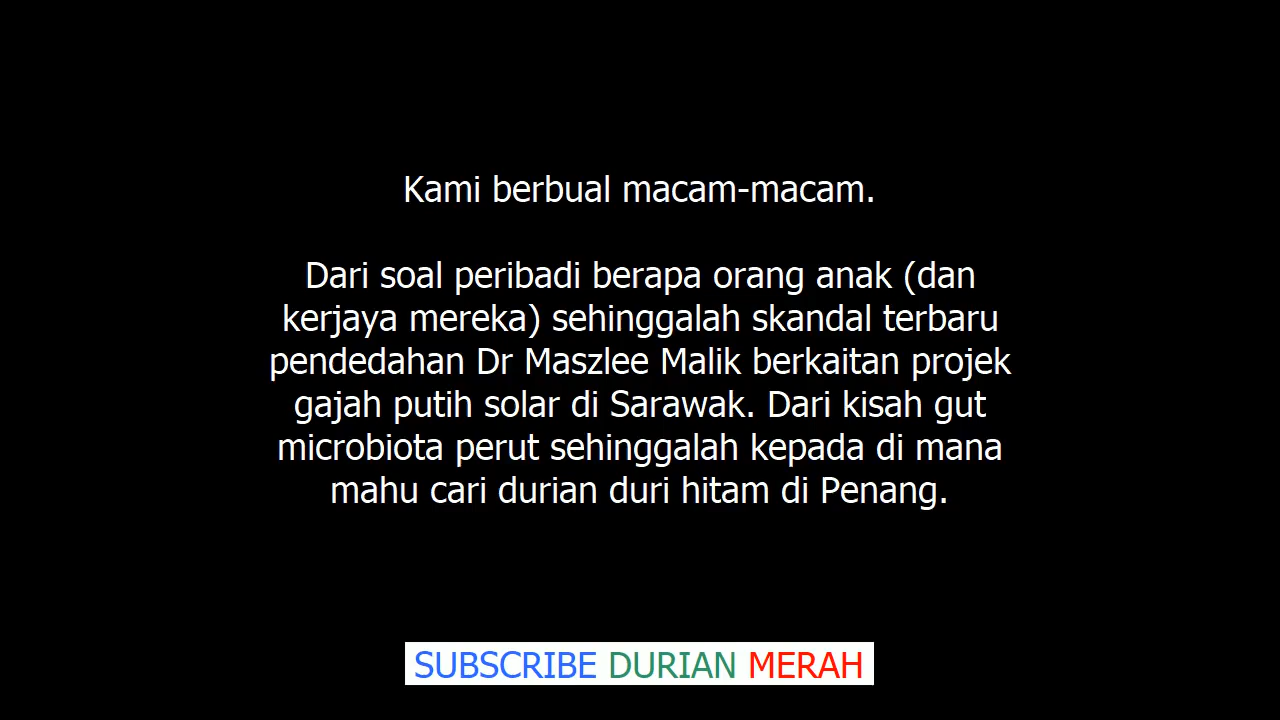 Kami berbual macam-macam.
Dari soal peribadi berapa orang anak (dan
kerjaya mereka) sehinggalah skandal terbaru
pendedahan Dr Maszlee Malik berkaitan projek
gajah putih solar di Sarawak. Dari kisah gut
microbiota perut sehinggalah kepada di mana
mahu cari durian duri hitam di Penang.
SUBSCRIBE DURIAN MERAH